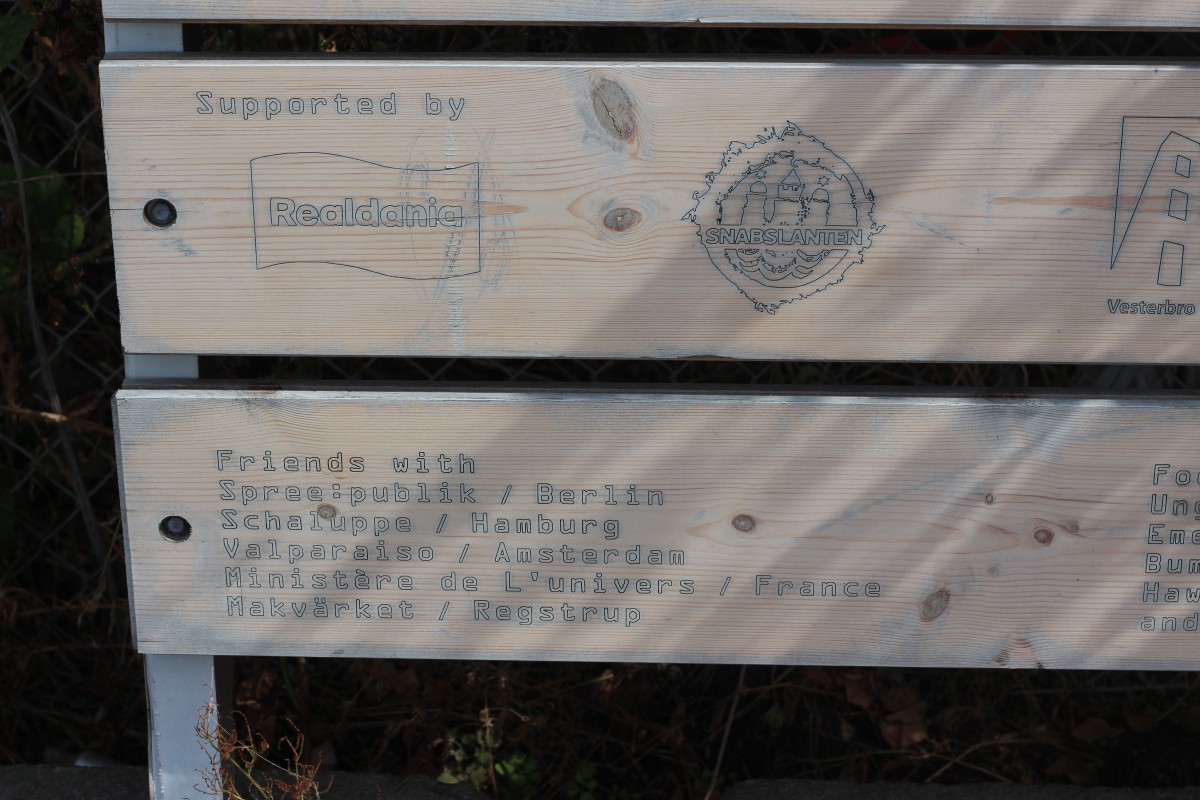 Supported by
Realdania
SNABSLANTEN
Vesterbro
Friends with
Spree:publik / Berlin
Schaluppe / Hamburg
Valparaiso / Amsterdam
Ministère de L'univers / France
Makvärket / Regstrup
and